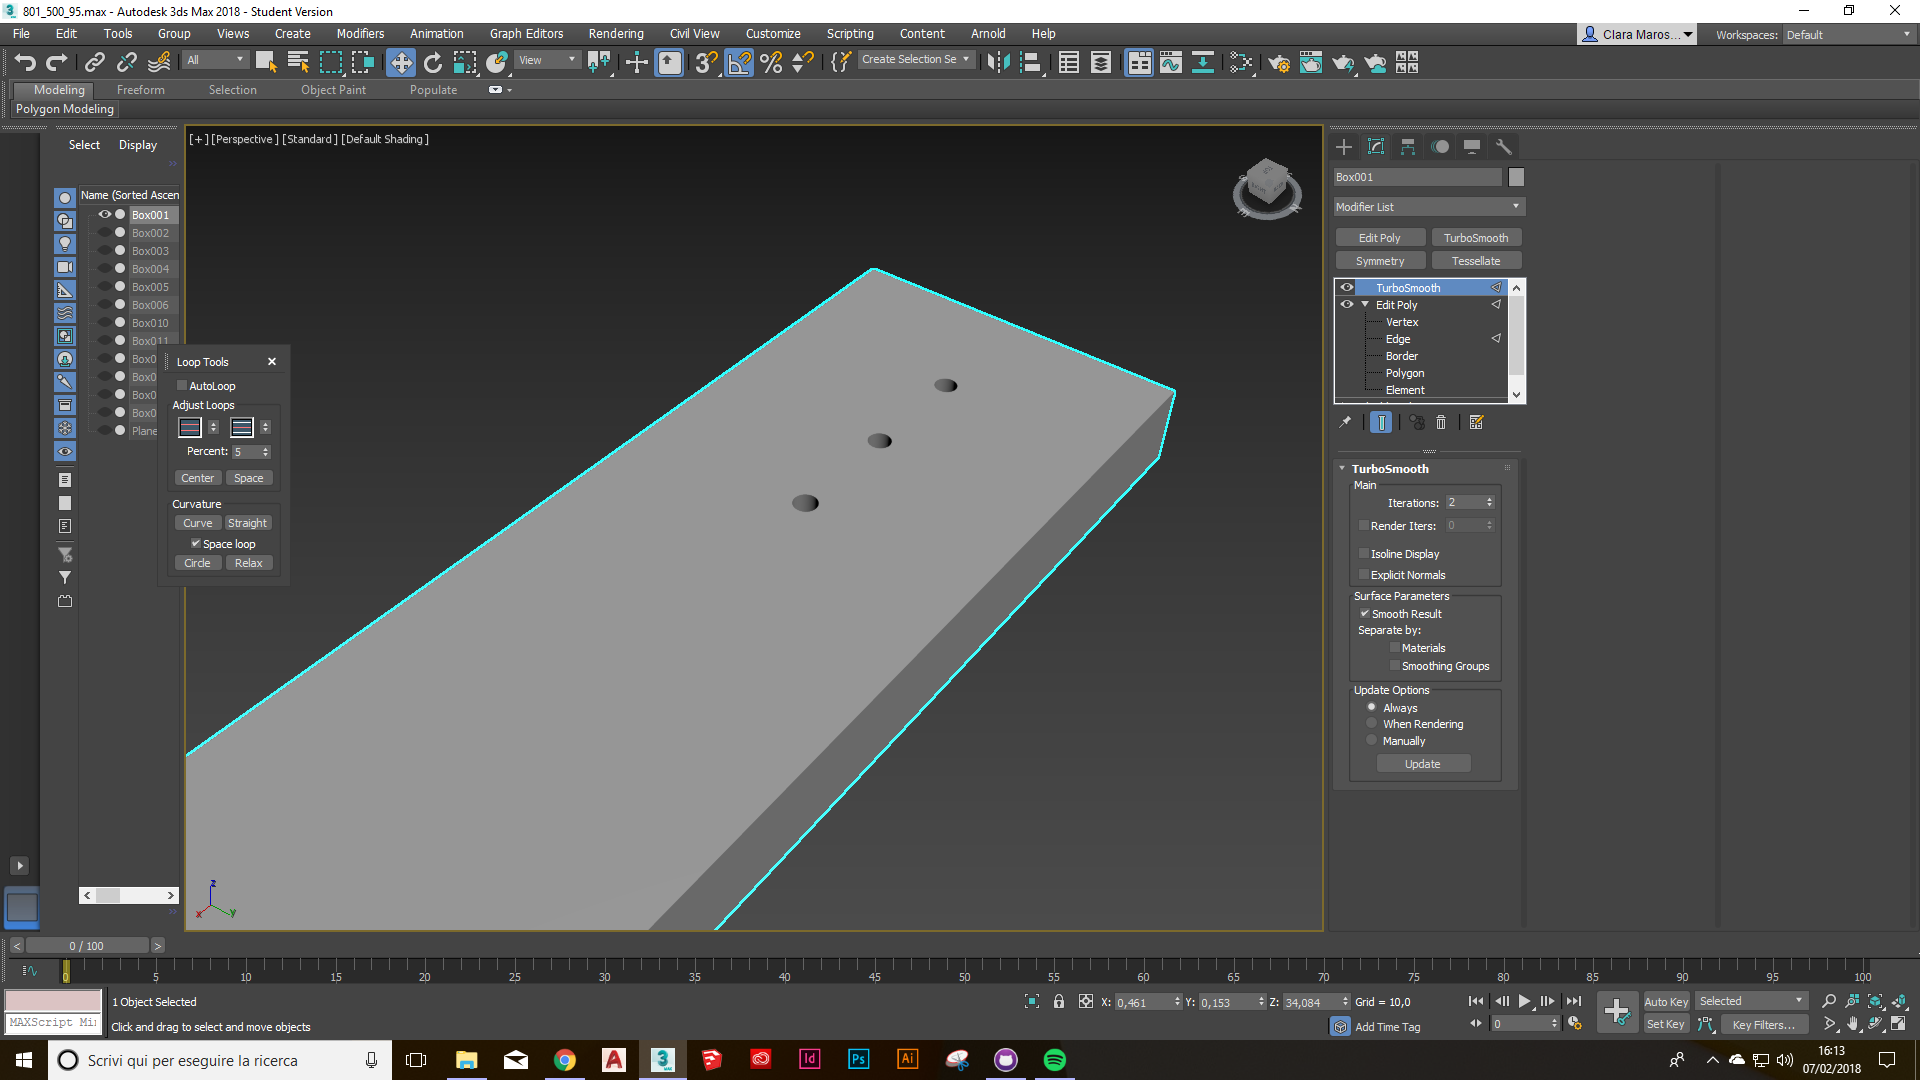 801_500_95.max - Autodesk 3ds Max 2018 - Student Version
File Edit Tools Group Views Create Modifiers Animation Graph Editors Rendering Civil View Customize Scripting Content Arnold Help
Clara Maros... Workspaces: Default
All View Create Selection Se
Modeling Freeform Selection Object Paint Populate
Polygon Modeling
Select Display
Name (Sorted Ascen
Box001
Box002
Box003
Box004
Box005
Box006
Box010
Box011
Box0
Box0
Box0
Box0
Plane
Loop Tools
AutoLoop
Adjust Loops
Percent: 5
Center Space
Curvature
Curve Straight
Space loop
Circle Relax
[+] [Perspective] [Standard] [Default Shading]
z
x y
Box001
Modifier List
Edit Poly TurboSmooth
Symmetry Tessellate
TurboSmooth
Edit Poly
Vertex
Edge
Border
Polygon
Element
TurboSmooth
Main
Iterations: 2
Render Iters: 0
Isoline Display
Explicit Normals
Surface Parameters
Smooth Result
Separate by:
Materials
Smoothing Groups
Update Options
Always
When Rendering
Manually
Update
< 0 / 100 >
0 5 10 15 20 25 30 35 40 45 50 55 60 65 70 75 80 85 90 95 100
1 Object Selected X: 0,461 Y: 0,153 Z: 34,084 Grid = 10,0 Auto Key Selected
MAXScript Mi Click and drag to select and move objects Add Time Tag 0 Set Key Key Filters...
Scrivi qui per eseguire la ricerca
16:13
07/02/2018